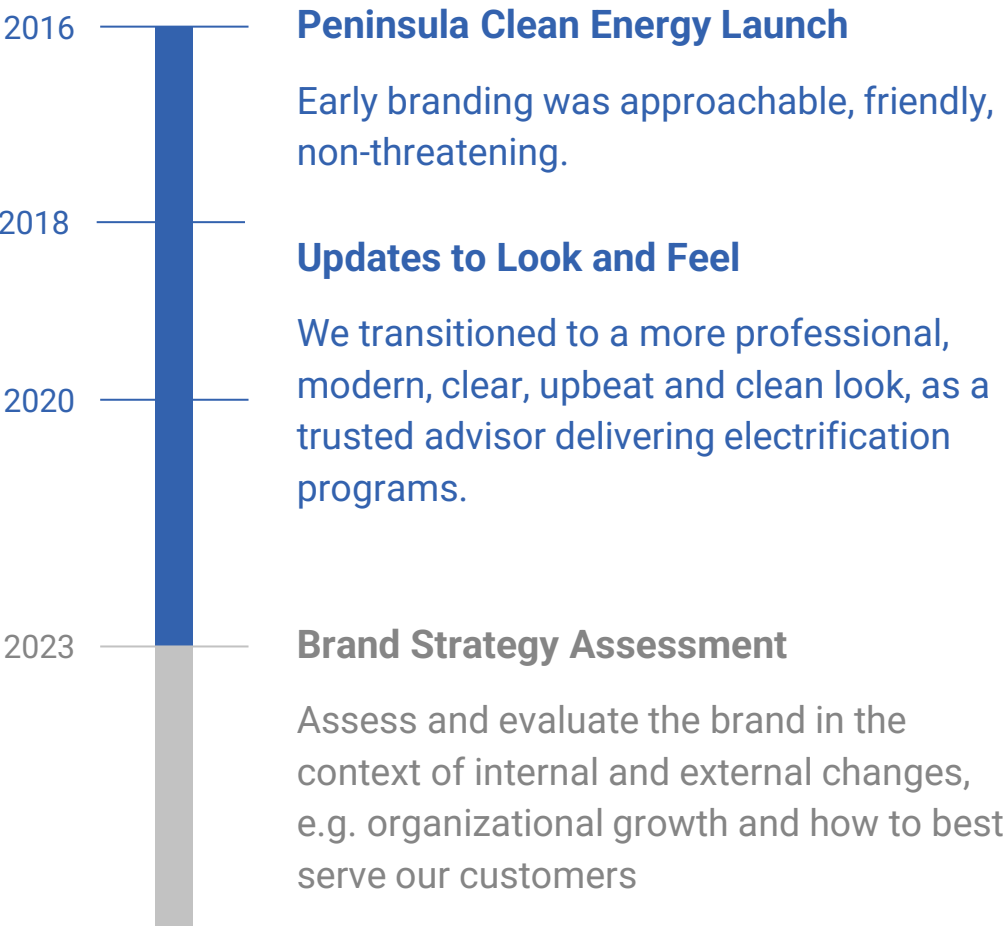 2016
Peninsula Clean Energy Launch
Early branding was approachable, friendly,
non-threatening.
2018
Updates to Look and Feel
We transitioned to a more professional,
modern, clear, upbeat and clean look, as a
2020
trusted advisor delivering electrification
programs.
2023
Brand Strategy Assessment
Assess and evaluate the brand in the
context of internal and external changes,
e.g. organizational growth and how to best
serve our customers